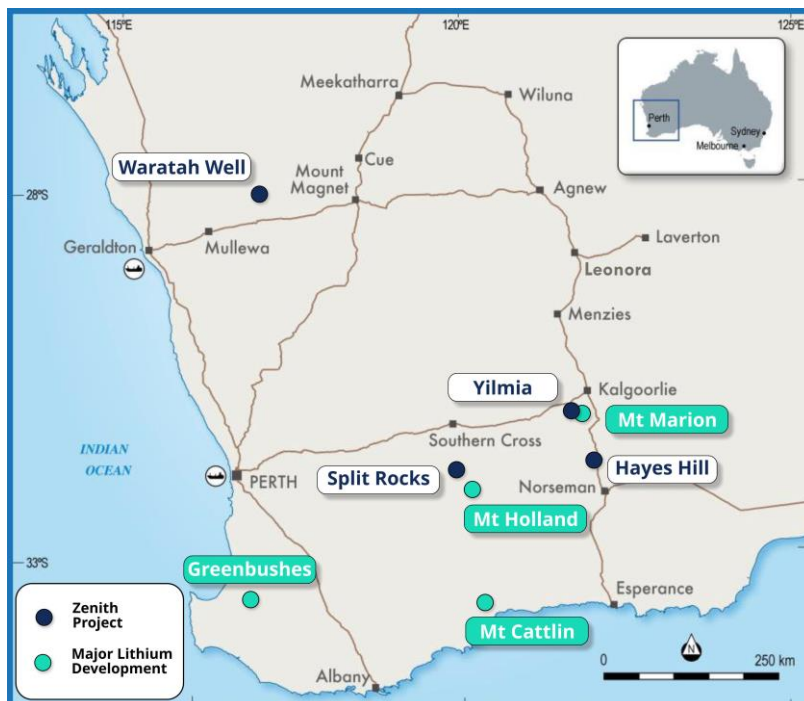 115°E
120°E
125°E
Meekatharra
Wiluna
Perth
Sydney
Melbourne
Cue
Waratah Well
Mount
Magnet
28°S
Agnew
Geraldton
Mullewa
Laverton
Leonora
Menzies
Yilmia
Kalgoorlie
Mt Marion
INDIAN
OCEAN
Southern Cross
PERTH
Split Rocks
Hayes Hill
Norseman
Mt Holland
33°S
Greenbushes
Esperance
Mt Cattlin
Zenith
Project
Major Lithium
Development
Albany
N
0
250 km